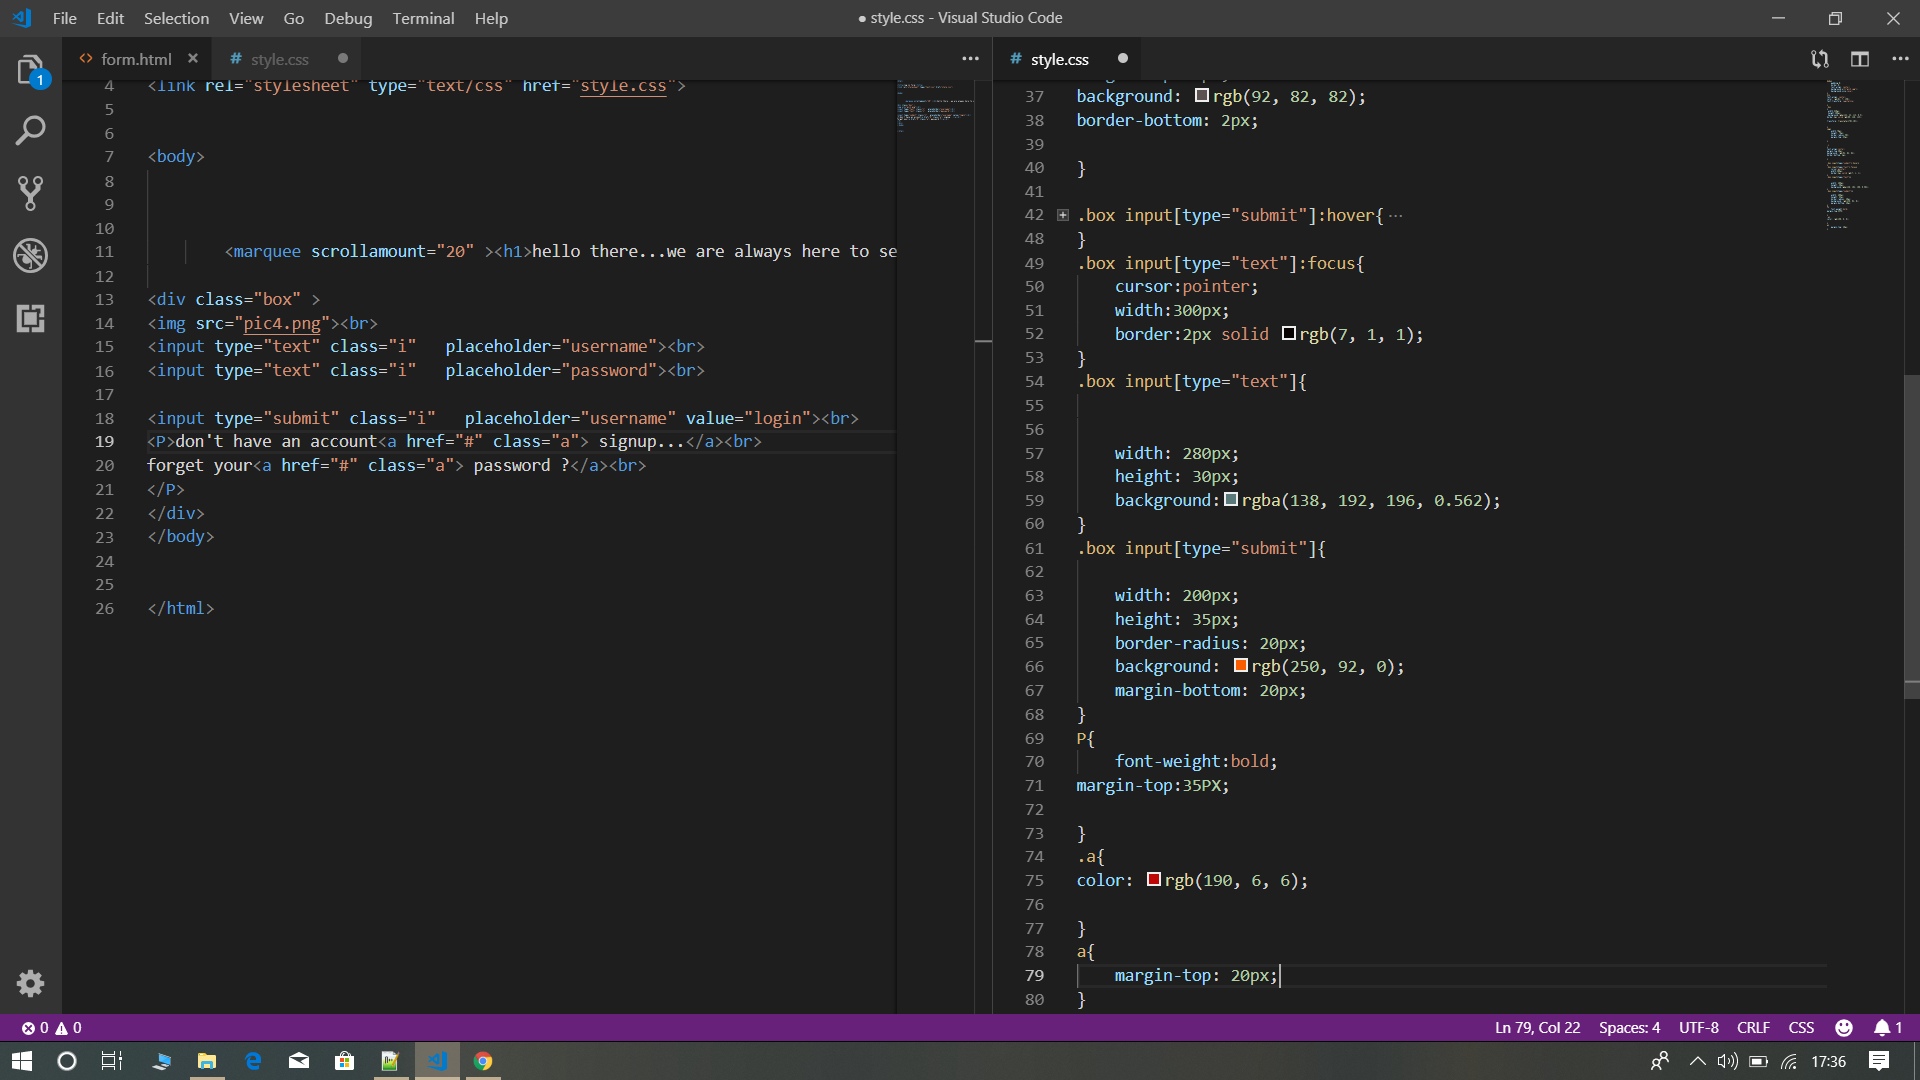 File Edit Selection View Go Debug Terminal Help
● style.css - Visual Studio Code
1
<> form.html ×
# style.css ●
4 <link rel="stylesheet" type="text/css" href="style.css">
5
6
7 <body>
8
9
10
11 <marquee scrollamount="20" ><h1>hello there...we are always here to se
12
13 <div class="box" >
14 <img src="pic4.png"><br>
15 <input type="text" class="i"   placeholder="username"><br>
16 <input type="text" class="i"   placeholder="password"><br>
17
18 <input type="submit" class="i"   placeholder="username" value="login"><br>
19 <P>don't have an account<a href="#" class="a"> signup...</a><br>
20 forget your<a href="#" class="a"> password ?</a><br>
21 </P>
22 </div>
23 </body>
24
25
26 </html>
# style.css ●
37 background: rgb(92, 82, 82);
38 border-bottom: 2px;
39
40 }
41
42 .box input[type="submit"]:hover{ ...
48 }
49 .box input[type="text"]:focus{
50     cursor:pointer;
51     width:300px;
52     border:2px solid rgb(7, 1, 1);
53 }
54 .box input[type="text"]{
55
56
57     width: 280px;
58     height: 30px;
59     background:rgba(138, 192, 196, 0.562);
60 }
61 .box input[type="submit"]{
62
63     width: 200px;
64     height: 35px;
65     border-radius: 20px;
66     background: rgb(250, 92, 0);
67     margin-bottom: 20px;
68 }
69 P{
70     font-weight:bold;
71 margin-top:35PX;
72
73 }
74 .a{
75 color: rgb(190, 6, 6);
76
77 }
78 a{
79     margin-top: 20px;
80 }
0 0
Ln 79, Col 22 Spaces: 4 UTF-8 CRLF CSS 1
17:36